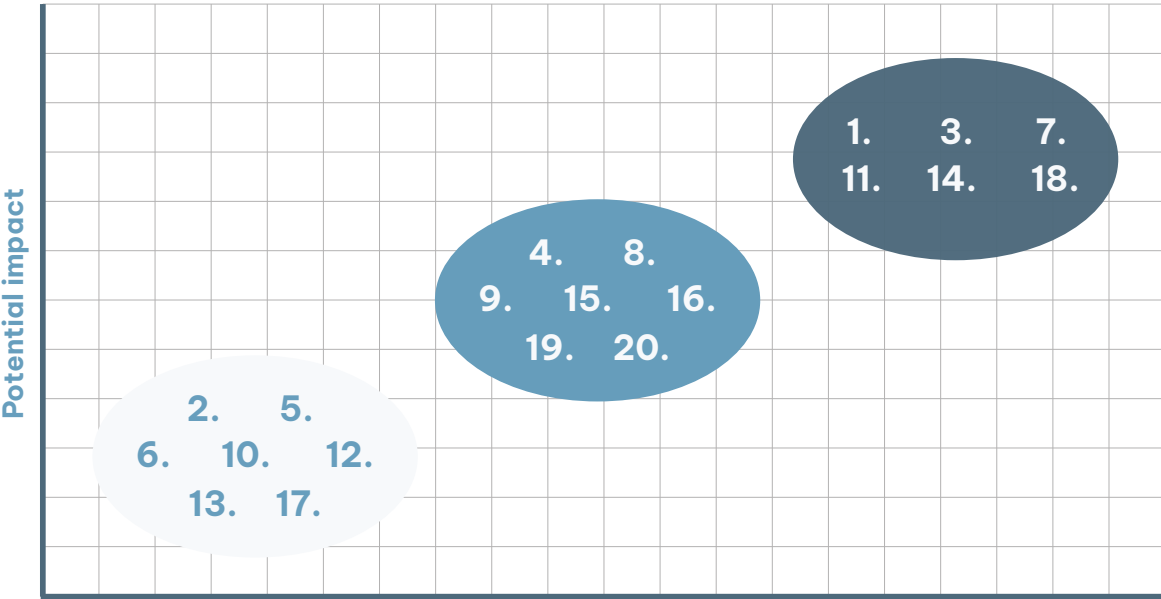 Potential impact
1. 3. 7.
11. 14. 18.
4. 8.
9. 15. 16.
19. 20.
2. 5.
6. 10. 12.
13. 17.